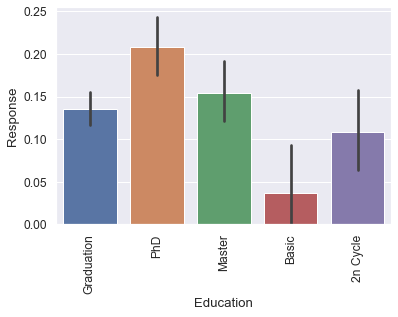 0.25
0.20
0.15
0.10
0.05
0.00
Response
Graduation
PhD
Master
Basic
2n Cycle
Education